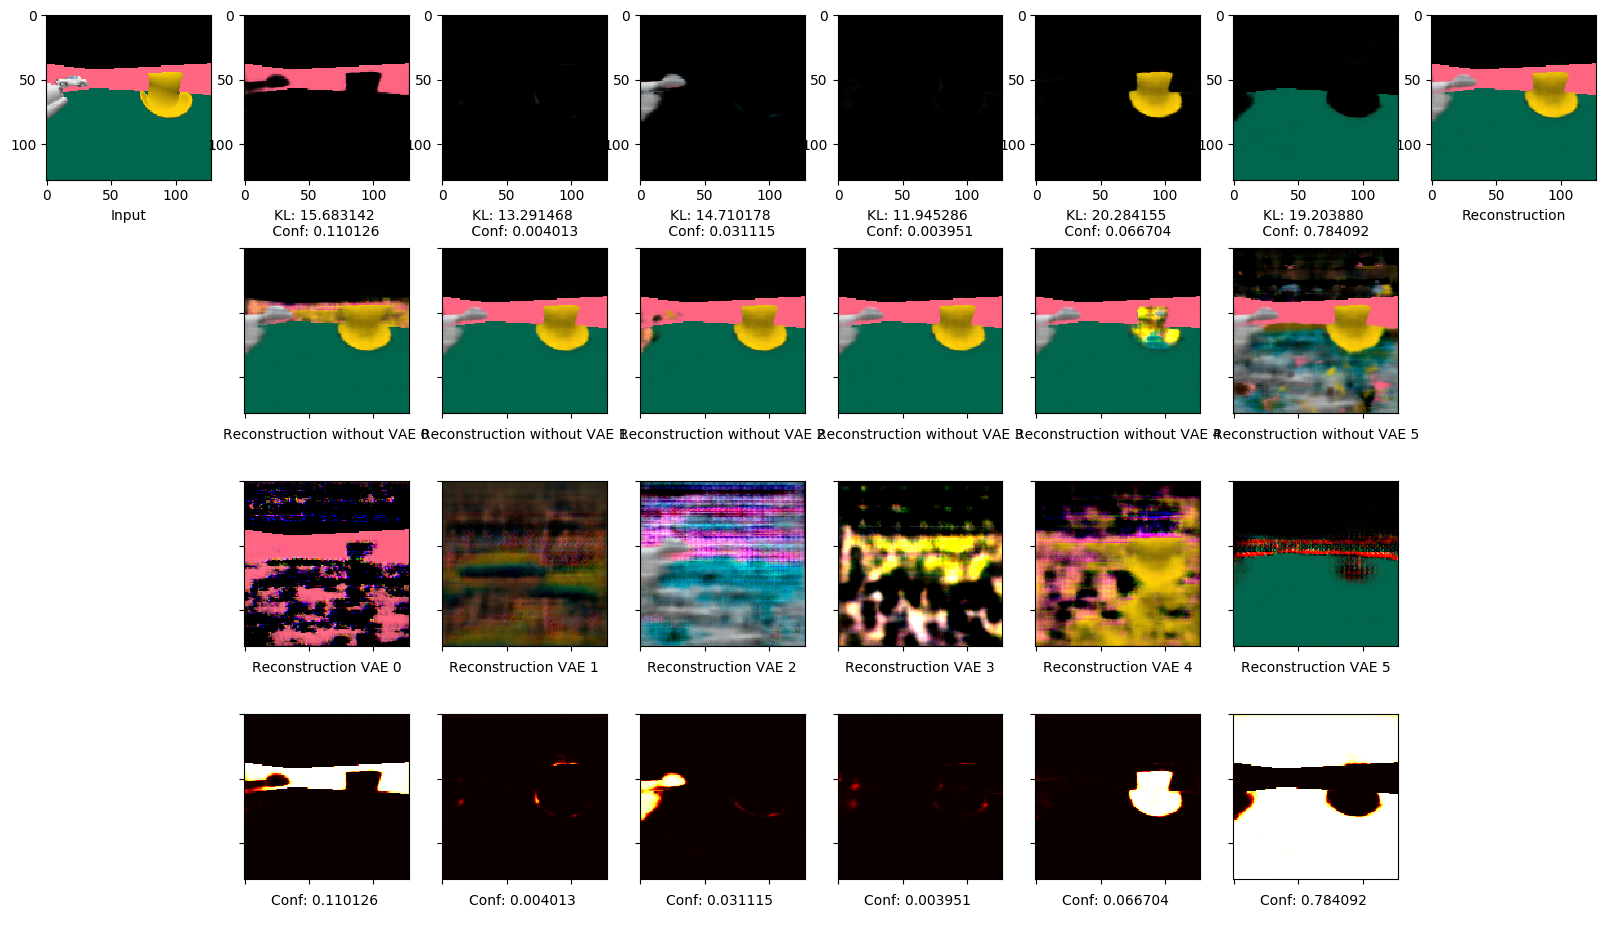 0
50
100
0
50
100
0
50
100
0
50
100
0
50
100
0
50
100
0
50
100
0
50
100
0 50 100
0 50 100
0 50 100
0 50 100
0 50 100
0 50 100
0 50 100
0 50 100
Input
KL: 15.683142
Conf: 0.110126
KL: 13.291468
Conf: 0.004013
KL: 14.710178
Conf: 0.031115
KL: 11.945286
Conf: 0.003951
KL: 20.284155
Conf: 0.066704
KL: 19.203880
Conf: 0.784092
Reconstruction
Reconstruction without VAE 0
Reconstruction without VAE 1
Reconstruction without VAE 2
Reconstruction without VAE 3
Reconstruction without VAE 4
Reconstruction without VAE 5
Reconstruction VAE 0
Reconstruction VAE 1
Reconstruction VAE 2
Reconstruction VAE 3
Reconstruction VAE 4
Reconstruction VAE 5
Conf: 0.110126
Conf: 0.004013
Conf: 0.031115
Conf: 0.003951
Conf: 0.066704
Conf: 0.784092